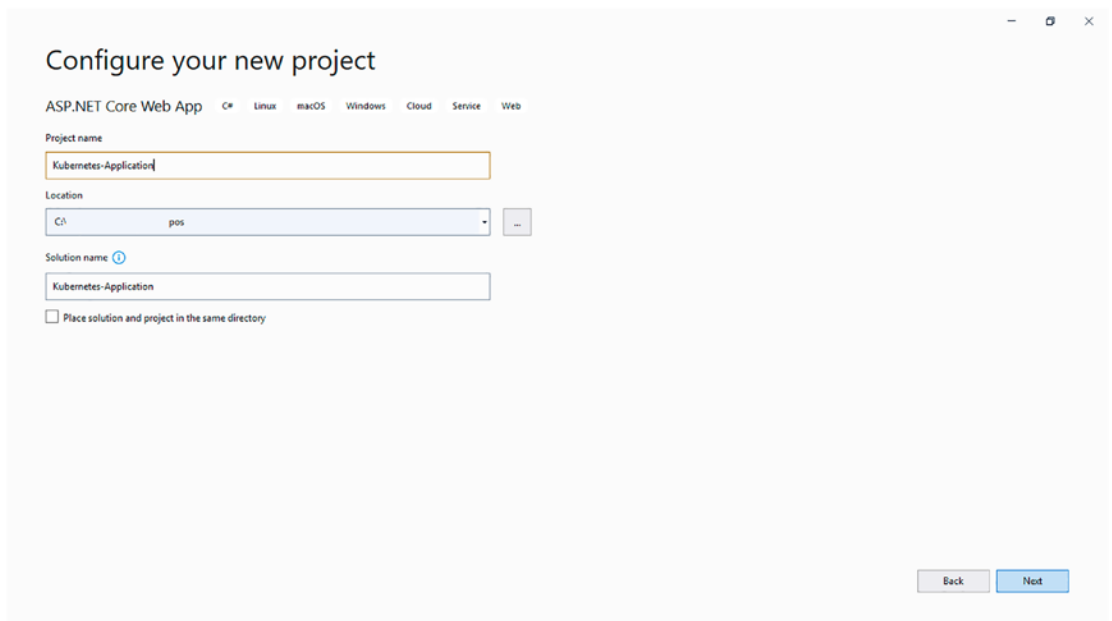 Configure your new project
ASP.NET Core Web App C# Linux macOS Windows Cloud Service Web
Project name
Kubernetes-Application
Location
C:\ pos
...
Solution name
Kubernetes-Application
Place solution and project in the same directory
Back Next